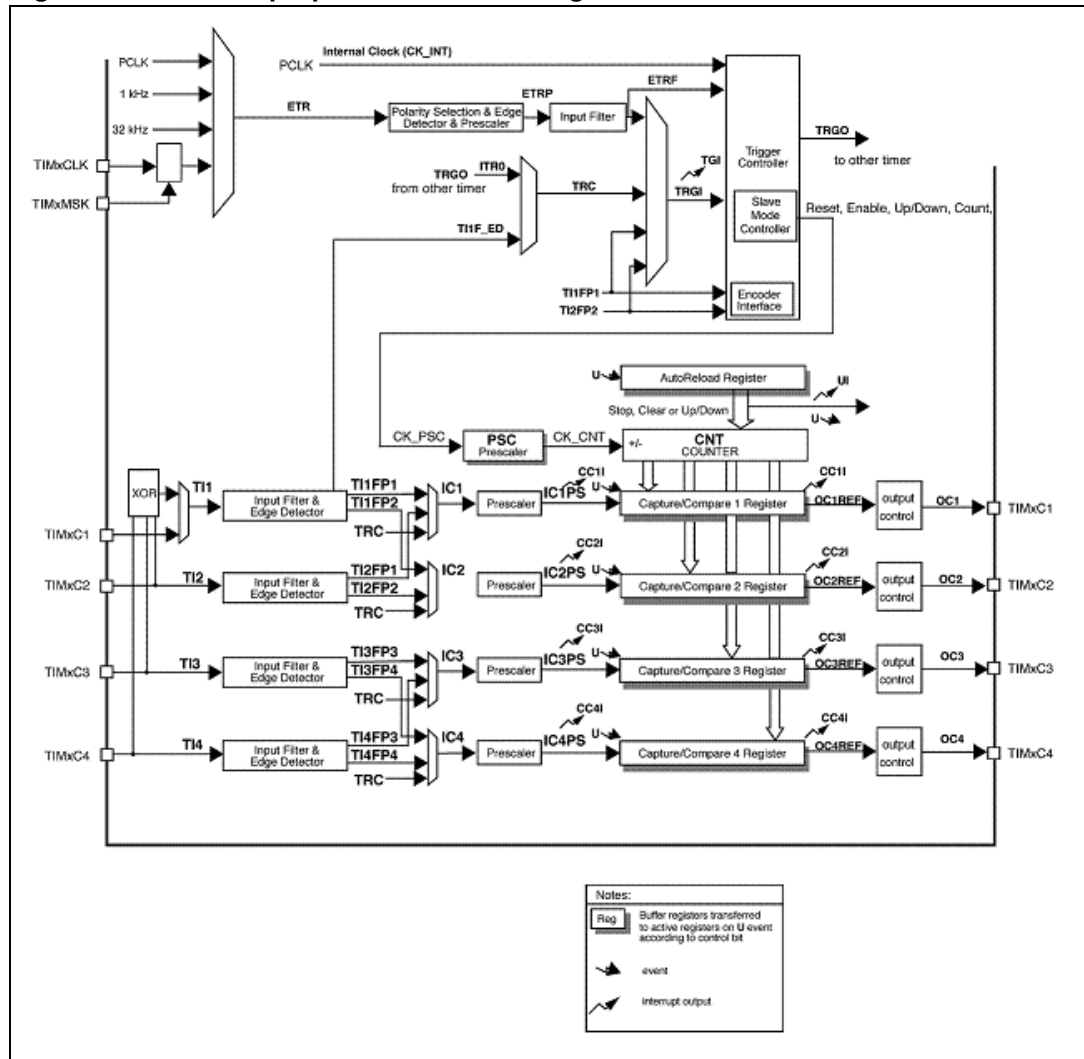 Internal Clock (CK_INT)
PCLK
PCLK
ETRF
1 kHz
ETRP
ETR
Polarity Selection & Edge
Detector & Prescaler
Input Filter
32 kHz
TRGO
to other timer
Trigger
Controller
TIMxCLK
TGI
TRGO
ITR0
from other timer
TRC
TRGI
TIMxMSK
Slave
Mode
Controller
Reset, Enable, Up/Down, Count,
TI1F_ED
TI1FP1
TI2FP2
Encoder
Interface
U
AutoReload Register
UI
Stop, Clear or Up/Down
U
CK_PSC
PSC
Prescaler
CK_CNT
+/-
CNT
COUNTER
XOR
TI1
Input Filter &
Edge Detector
TI1FP1
TI1FP2
TRC
IC1
Prescaler
IC1PS
CC1I
U
Capture/Compare 1 Register
CC1I
OC1REF
output
control
OC1
TIMxC1
TIMxC1
TIMxC2
TI2
Input Filter &
Edge Detector
TI2FP1
TI2FP2
TRC
IC2
Prescaler
IC2PS
CC2I
U
Capture/Compare 2 Register
CC2I
OC2REF
output
control
OC2
TIMxC2
TIMxC3
TI3
Input Filter &
Edge Detector
TI3FP3
TI3FP4
TRC
IC3
Prescaler
IC3PS
CC3I
U
Capture/Compare 3 Register
CC3I
OC3REF
output
control
OC3
TIMxC3
TIMxC4
TI4
Input Filter &
Edge Detector
TI4FP3
TI4FP4
TRC
IC4
Prescaler
IC4PS
CC4I
U
Capture/Compare 4 Register
CC4I
OC4REF
output
control
OC4
TIMxC4
Notes:
Reg
Buffer registers transferred
to active registers on U event
according to control bit
event
interrupt output